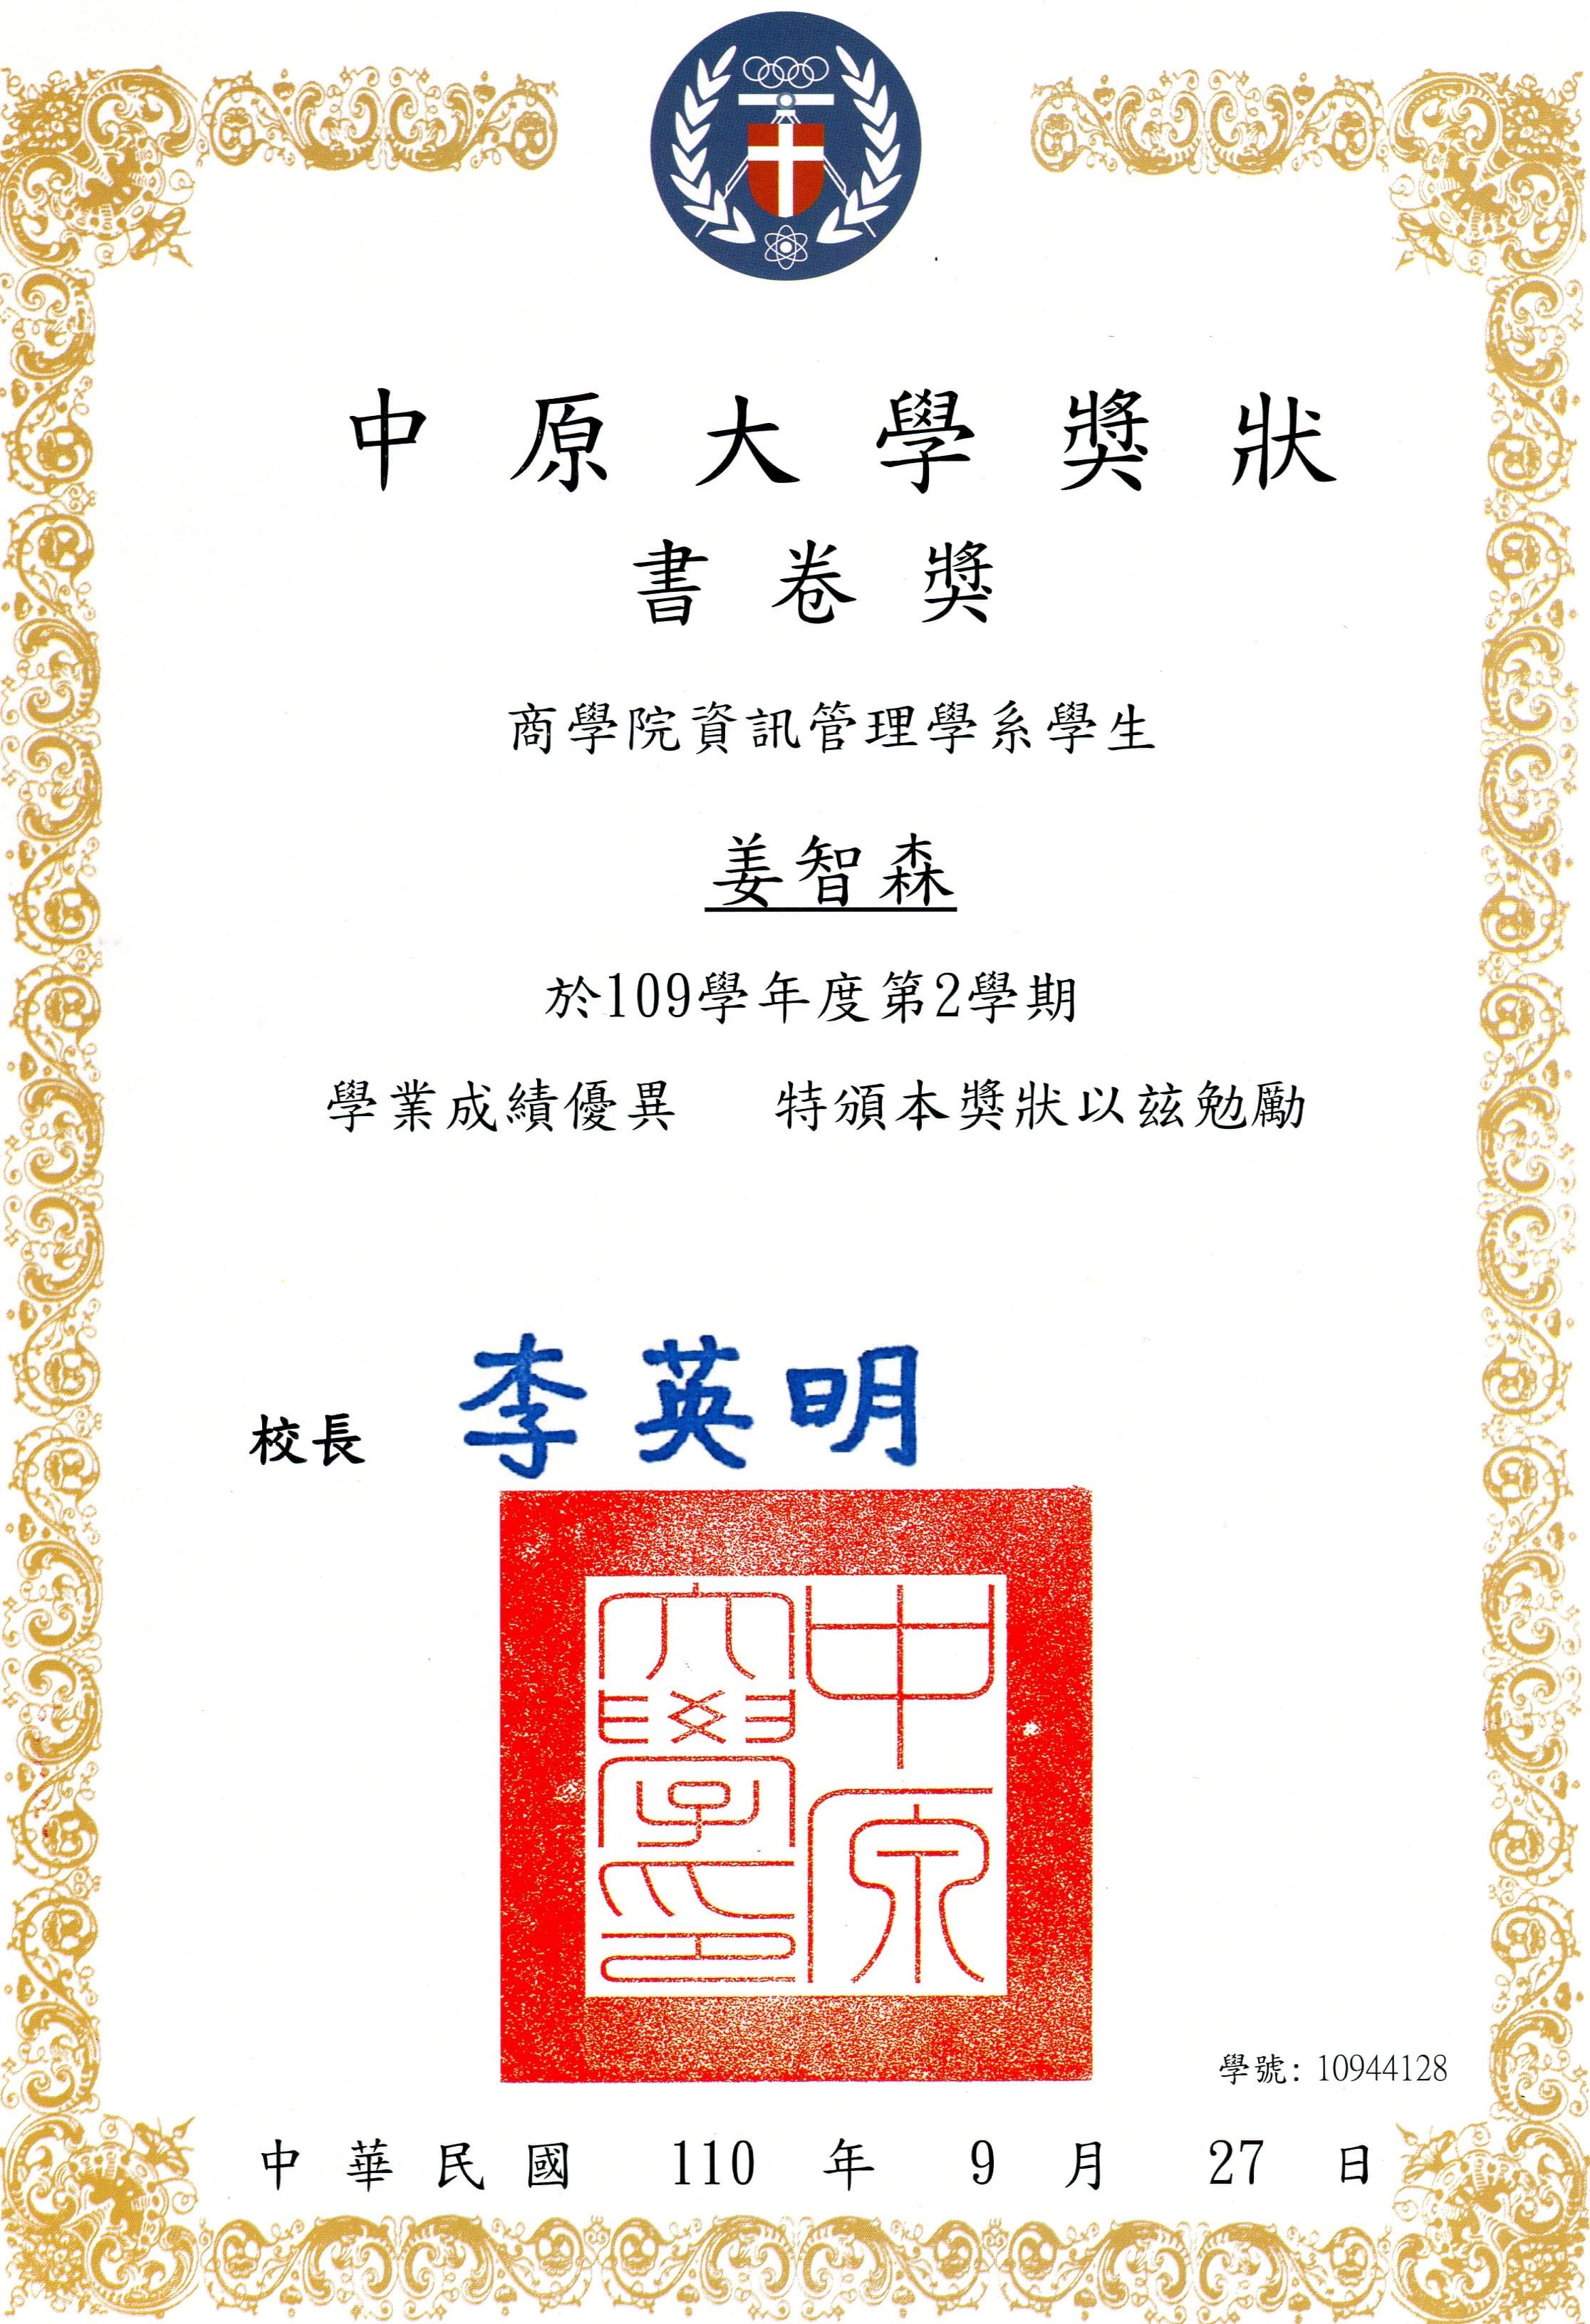 中原大學獎狀
書卷獎
商學院資訊管理學系學生
姜智森
於109學年度第2學期
學業成績優異 特頒本獎狀以玆勉勵
校長 李英明
中原
大學印
學號：10944128
中華民國 110 年 9 月 27 日